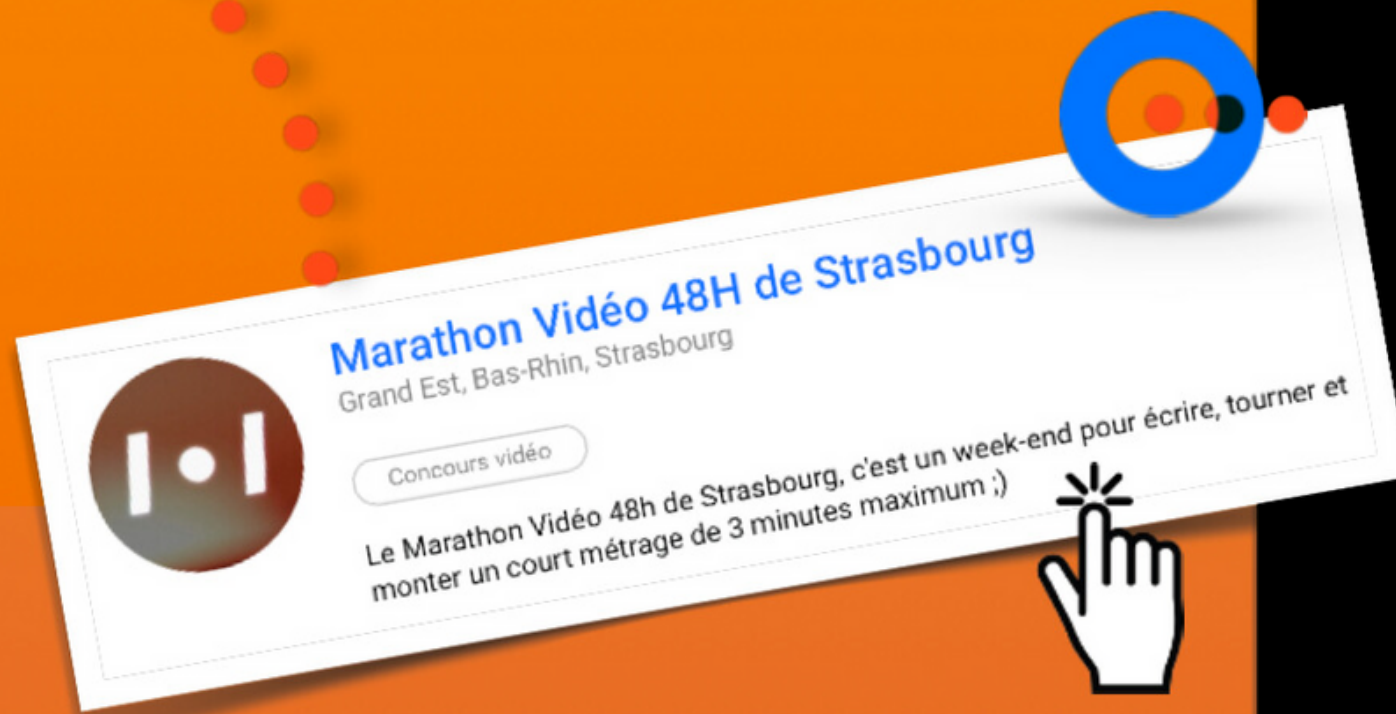 Marathon Vidéo 48H de Strasbourg
Grand Est, Bas-Rhin, Strasbourg
Concours vidéo
Le Marathon Vidéo 48h de Strasbourg, c'est un week-end pour écrire, tourner et
monter un court métrage de 3 minutes maximum ;)